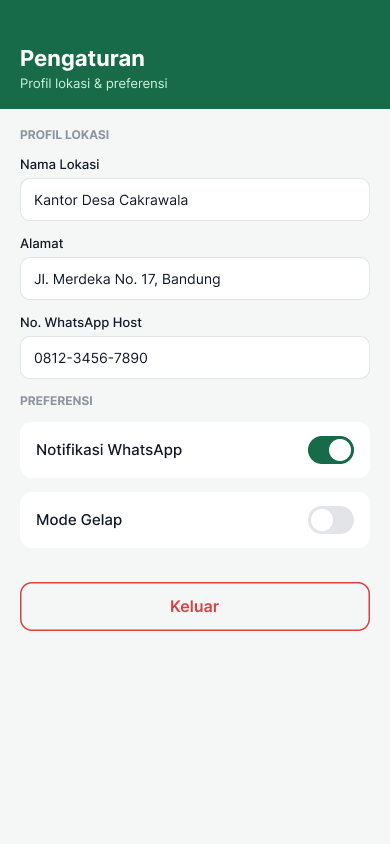 Pengaturan
Profil lokasi & preferensi
PROFIL LOKASI
Nama Lokasi
Kantor Desa Cakrawala
Alamat
Jl. Merdeka No. 17, Bandung
No. WhatsApp Host
0812-3456-7890
PREFERENSI
Notifikasi WhatsApp
Mode Gelap
Keluar